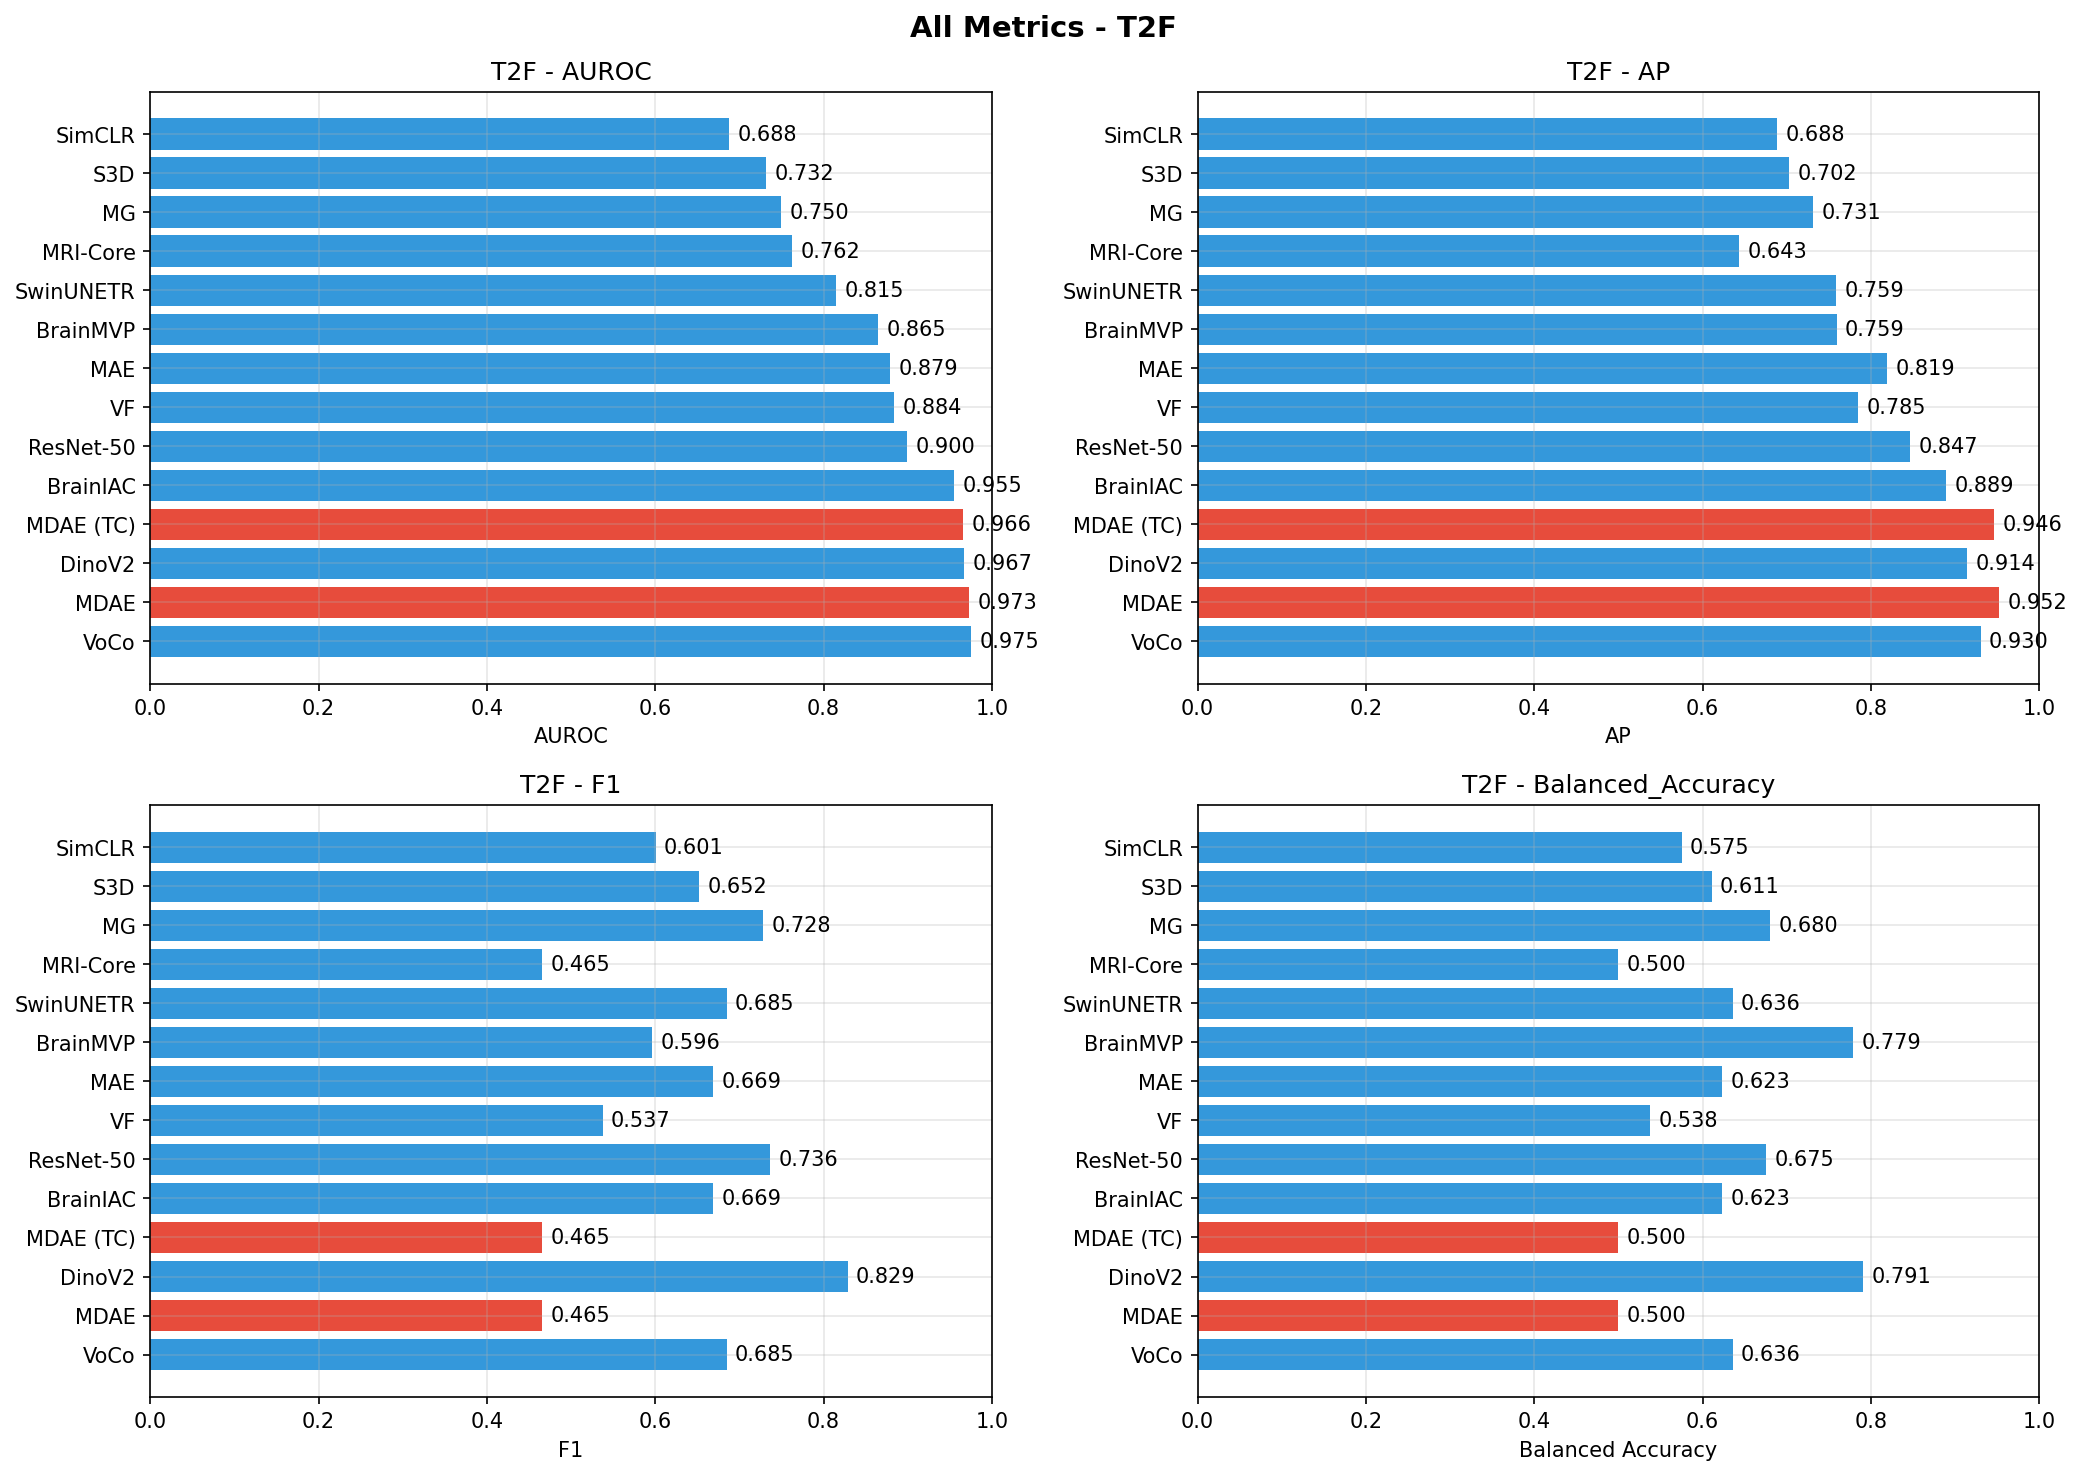 All Metrics - T2F
T2F - AUROC
SimCLR 0.688
S3D 0.732
MG 0.750
MRI-Core 0.762
SwinUNETR 0.815
BrainMVP 0.865
MAE 0.879
VF 0.884
ResNet-50 0.900
BrainIAC 0.955
MDAE (TC) 0.966
DinoV2 0.967
MDAE 0.973
VoCo 0.975
0.0 0.2 0.4 0.6 0.8 1.0
AUROC
T2F - AP
SimCLR 0.688
S3D 0.702
MG 0.731
MRI-Core 0.643
SwinUNETR 0.759
BrainMVP 0.759
MAE 0.819
VF 0.785
ResNet-50 0.847
BrainIAC 0.889
MDAE (TC) 0.946
DinoV2 0.914
MDAE 0.952
VoCo 0.930
0.0 0.2 0.4 0.6 0.8 1.0
AP
T2F - F1
SimCLR 0.601
S3D 0.652
MG 0.728
MRI-Core 0.465
SwinUNETR 0.685
BrainMVP 0.596
MAE 0.669
VF 0.537
ResNet-50 0.736
BrainIAC 0.669
MDAE (TC) 0.465
DinoV2 0.829
MDAE 0.465
VoCo 0.685
0.0 0.2 0.4 0.6 0.8 1.0
F1
T2F - Balanced_Accuracy
SimCLR 0.575
S3D 0.611
MG 0.680
MRI-Core 0.500
SwinUNETR 0.636
BrainMVP 0.779
MAE 0.623
VF 0.538
ResNet-50 0.675
BrainIAC 0.623
MDAE (TC) 0.500
DinoV2 0.791
MDAE 0.500
VoCo 0.636
0.0 0.2 0.4 0.6 0.8 1.0
Balanced Accuracy